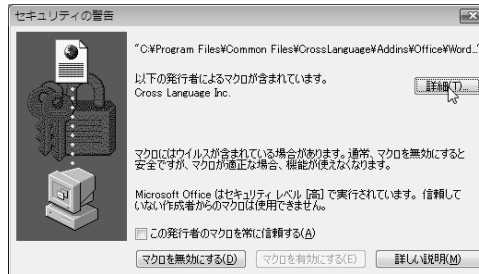 セキュリティの警告
"C:¥Program Files¥Common Files¥CrossLanguage¥Addins¥Office¥Word..."
以下の発行者によるマクロが含まれています。
詳細(T)...
Cross Language Inc.
マクロにはウイルスが含まれている場合があります。通常、マクロを無効にすると
安全ですが、マクロが適正な場合、機能が使えなくなります。
Microsoft Office はセキュリティ レベル [高] で実行されています。信頼して
いない作成者からのマクロは使用できません。
この発行者のマクロを常に信頼する(A)
マクロを無効にする(D)
マクロを有効にする(E)
詳しい説明(M)